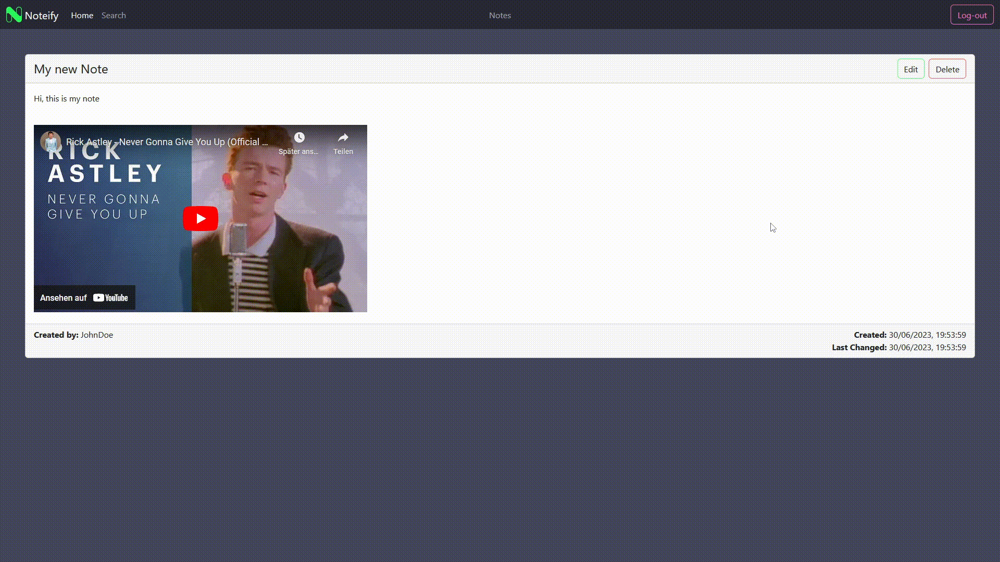 Noteify Home Search Notes Log-out
My new Note Edit Delete
Hi, this is my note
Rick Astley - Never Gonna Give You Up (Official ...
Später ans... Teilen
RICK
ASTLEY
NEVER GONNA
GIVE YOU UP
Ansehen auf YouTube
Created by: JohnDoe Created: 30/06/2023, 19:53:59
Last Changed: 30/06/2023, 19:53:59